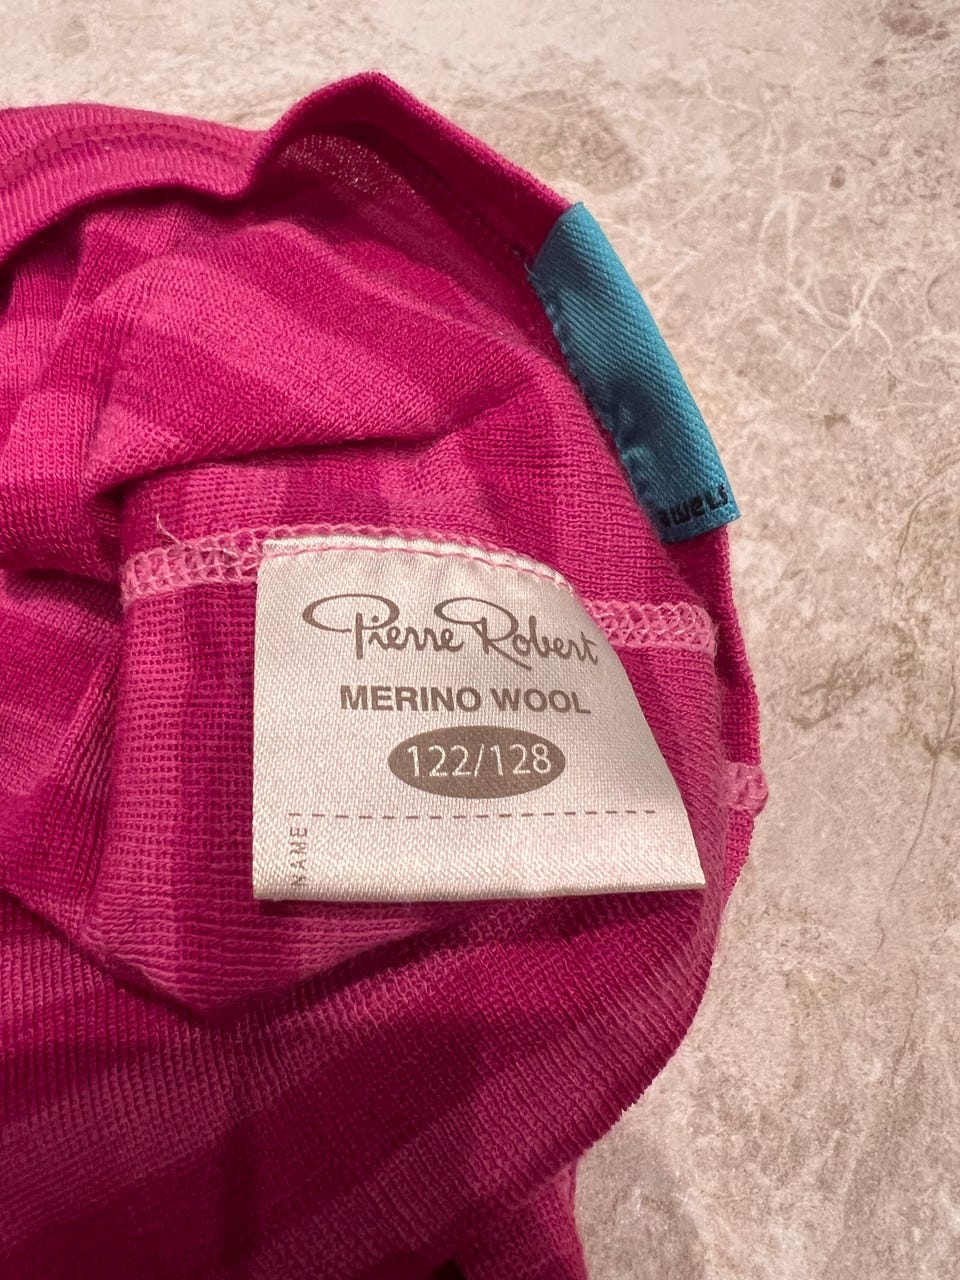 Pierre Robert
MERINO WOOL
122/128
NAME